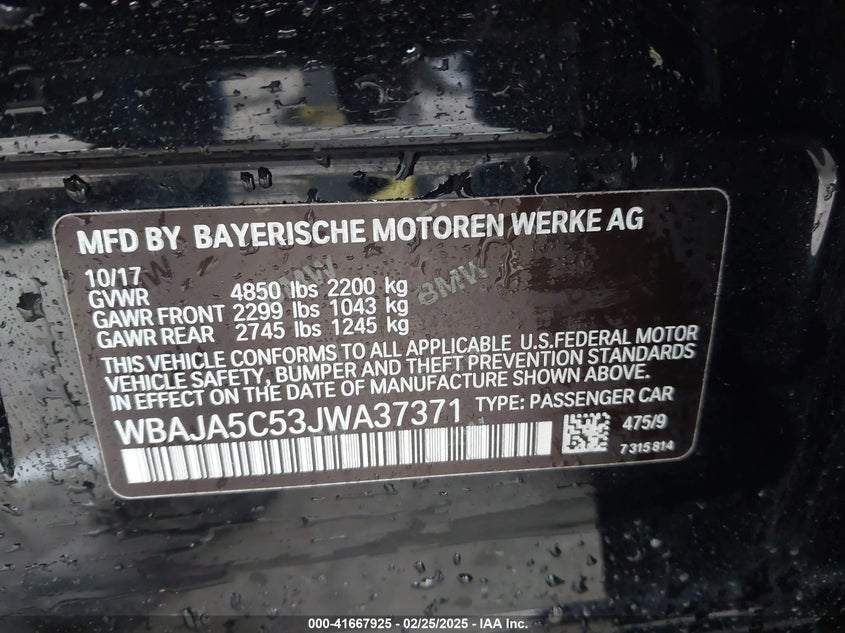 MFD BY BAYERISCHE MOTOREN WERKE AG
10/17
GVWR 4850 lbs 2200 kg
GAWR FRONT 2299 lbs 1043 kg
GAWR REAR 2745 lbs 1245 kg
THIS VEHICLE CONFORMS TO ALL APPLICABLE U.S.FEDERAL MOTOR
VEHICLE SAFETY, BUMPER AND THEFT PREVENTION STANDARDS
IN EFFECT ON THE DATE OF MANUFACTURE SHOWN ABOVE.
WBAJA5C53JWA37371 TYPE: PASSENGER CAR
475/9
7 315 814
BMW
BMW
000-41667925 - 02/25/2025 - IAA Inc.